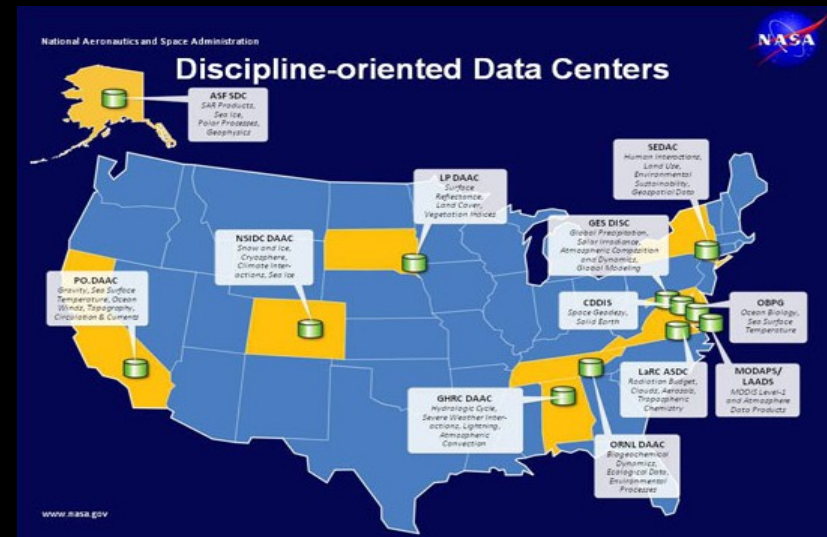 National Aeronautics and Space Administration
NASA
Discipline-oriented Data Centers
ASF SDC
SAR Products,
Sea Ice,
Polar Processes,
Geophysics
SEDAC
Human Interactions,
Land Use,
Environmental
Sustainability,
Geospatial Data
LP DAAC
Surface
Reflectance,
Land Cover,
Vegetation Indices
GES DISC
Global Precipitation,
Solar Irradiance,
Atmospheric Composition
and Dynamics,
Global Modeling
NSIDC DAAC
Snow and Ice,
Cryosphere,
Climate Inter-
actions, Sea Ice
PO.DAAC
Gravity, Sea Surface
Temperature, Ocean
Winds, Topography,
Circulation & Currents
CDDIS
Space Geodesy,
Solid Earth
OBPG
Ocean Biology,
Sea Surface
Temperature
LaRC ASDC
Radiation Budget,
Clouds, Aerosols,
Tropospheric
Chemistry
MODAPS/
LAADS
MODIS Level-1
and Atmosphere
Data Products
GHRC DAAC
Hydrologic Cycle,
Severe Weather Inter-
actions, Lightning,
Atmospheric
Convection
ORNL DAAC
Biogeochemical
Dynamics,
Ecological Data,
Environmental
Processes
www.nasa.gov